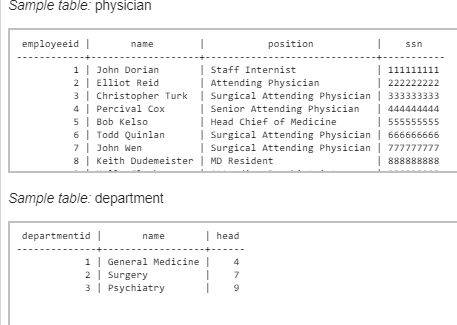 Sample table: physician
employeeid | name | position | ssn
------------+-------------------+------------------------------+-----------
1 | John Dorian | Staff Internist | 111111111
2 | Elliot Reid | Attending Physician | 222222222
3 | Christopher Turk | Surgical Attending Physician | 333333333
4 | Percival Cox | Senior Attending Physician | 444444444
5 | Bob Kelso | Head Chief of Medicine | 555555555
6 | Todd Quinlan | Surgical Attending Physician | 666666666
7 | John Wen | Surgical Attending Physician | 777777777
8 | Keith Dudemeister | MD Resident | 888888888
Sample table: department
departmentid | name | head
--------------+------------------+------
1 | General Medicine | 4
2 | Surgery | 7
3 | Psychiatry | 9